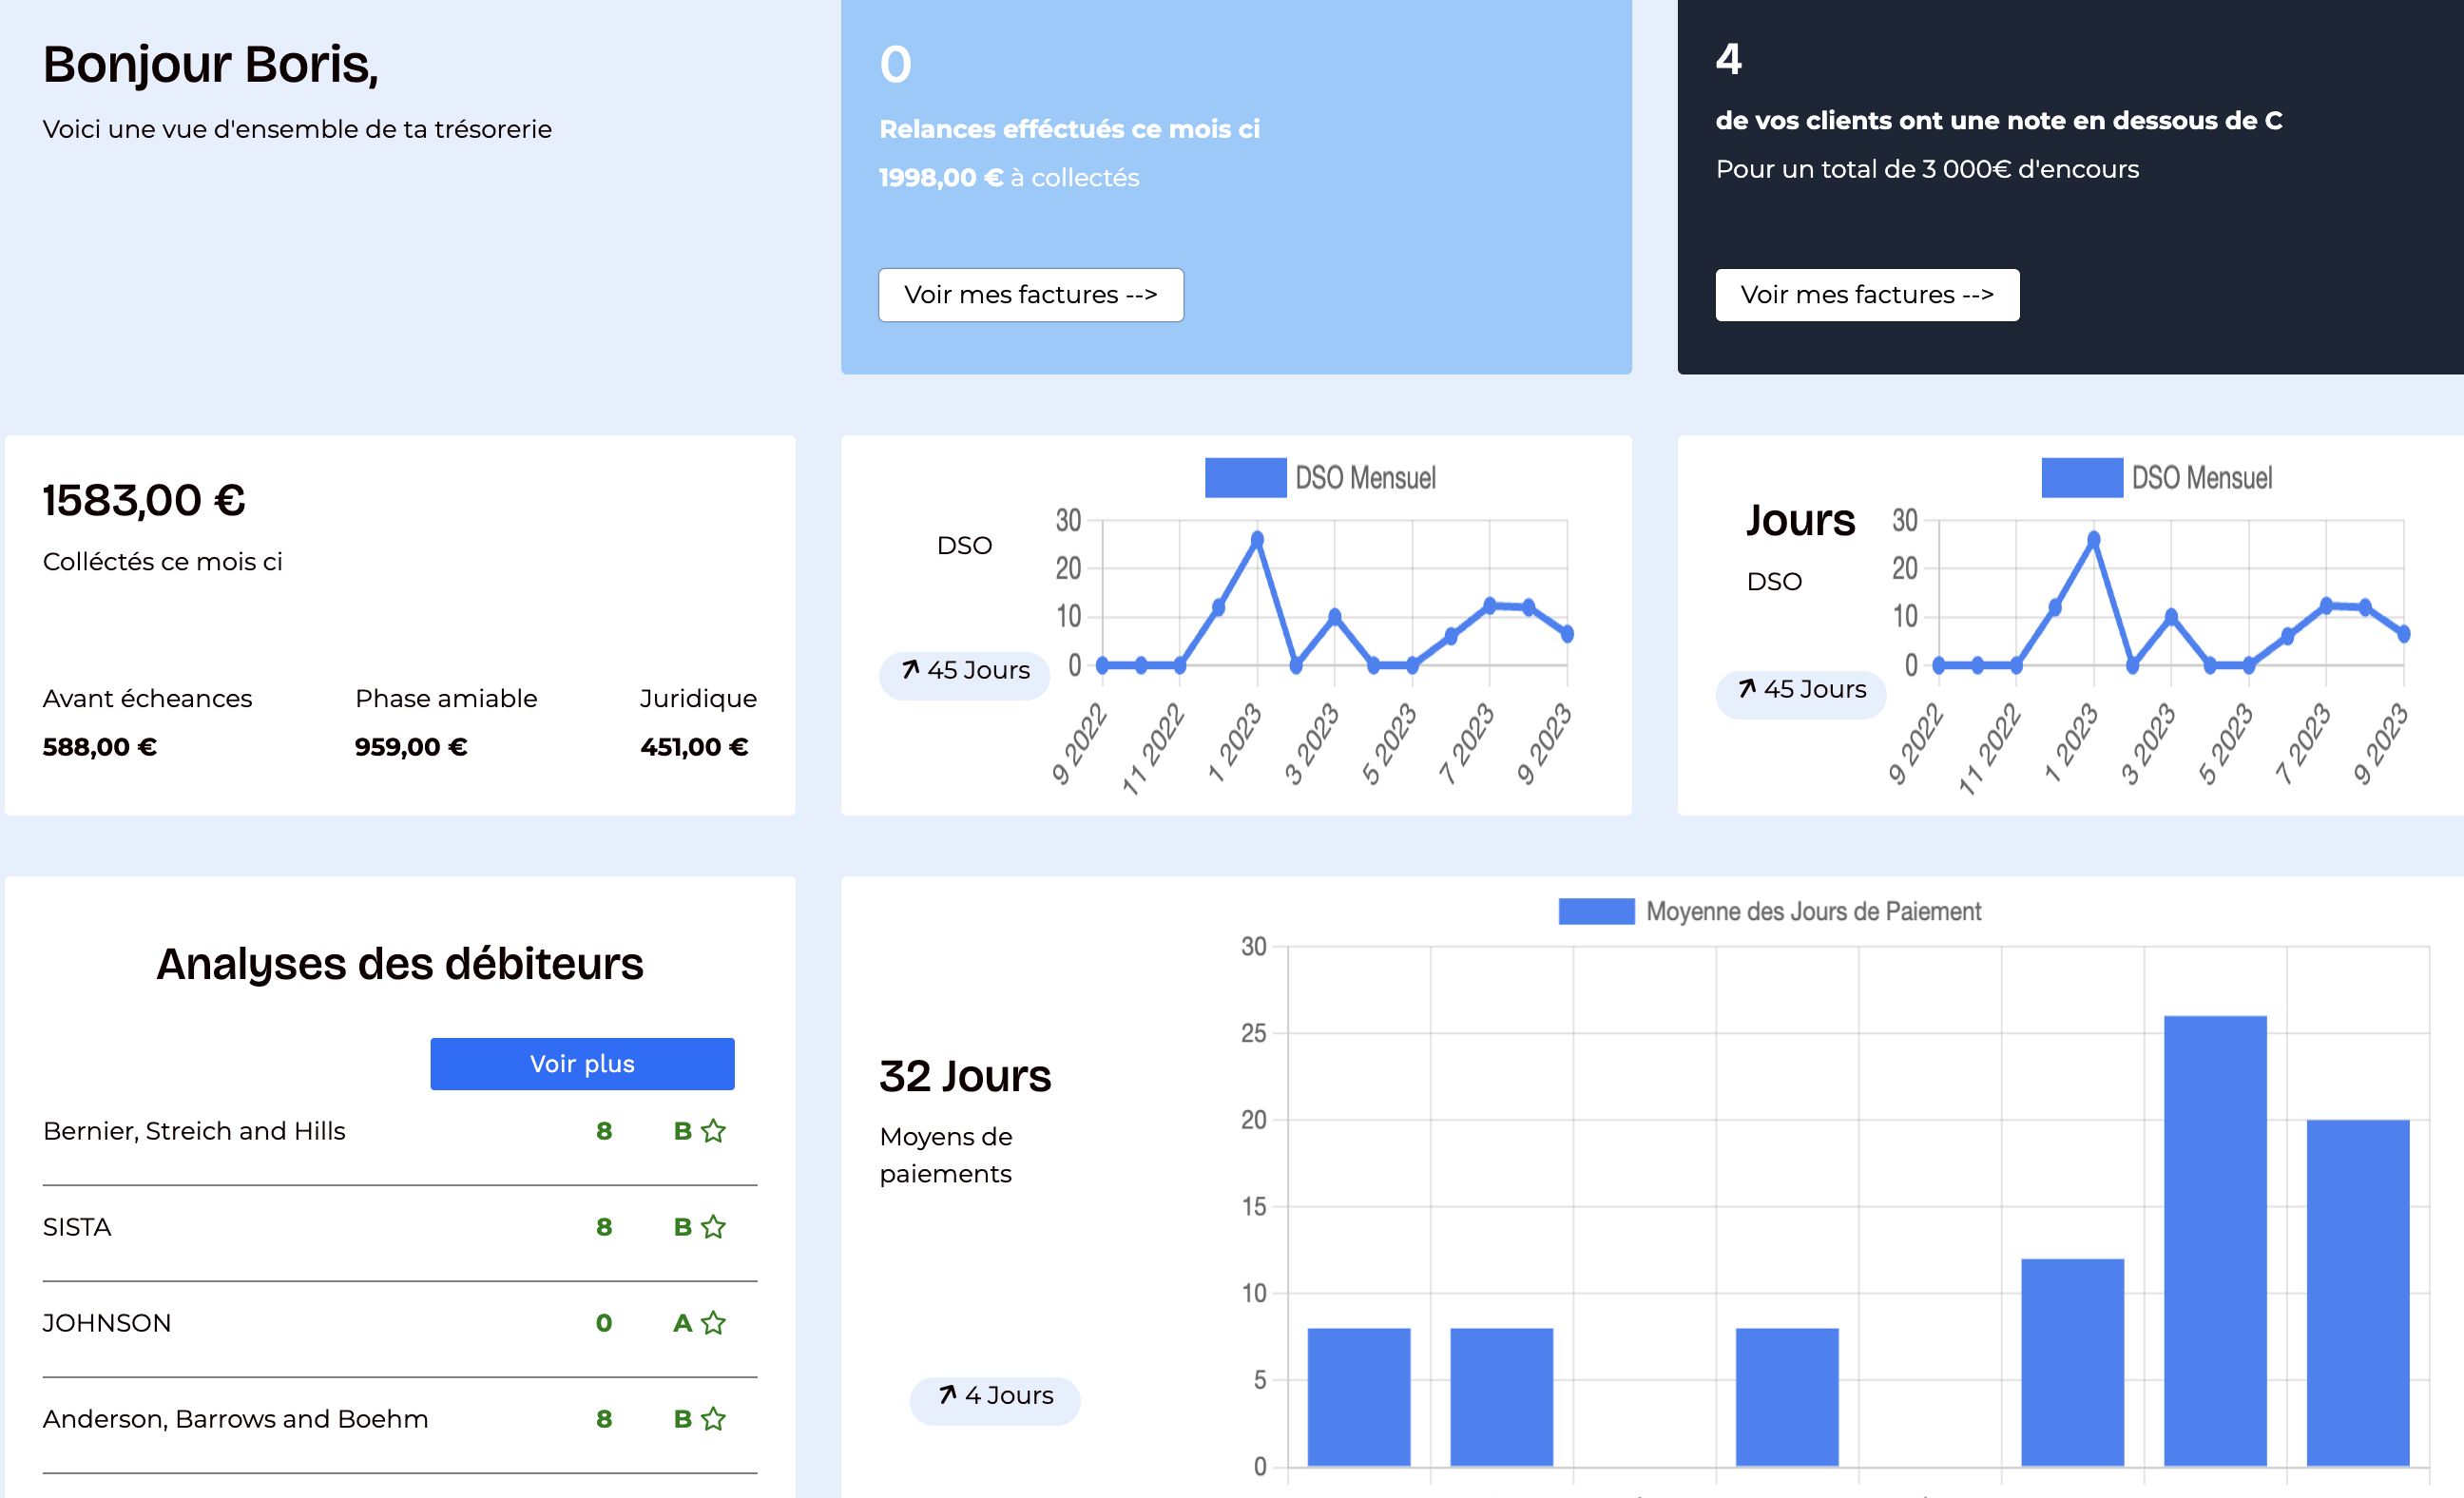 Bonjour Boris,
Voici une vue d'ensemble de ta trésorerie
0
Relances efféctués ce mois ci
1998,00 € à collectés
Voir mes factures -->
4
de vos clients ont une note en dessous de C
Pour un total de 3 000€ d'encours
Voir mes factures -->
1583,00 €
Colléctés ce mois ci
Avant écheances
588,00 €
Phase amiable
959,00 €
Juridique
451,00 €
DSO
↗ 45 Jours
DSO Mensuel
30
20
10
0
9 2022
11 2022
1 2023
3 2023
5 2023
7 2023
9 2023
Jours
DSO
↗ 45 Jours
DSO Mensuel
30
20
10
0
9 2022
11 2022
1 2023
3 2023
5 2023
7 2023
9 2023
Analyses des débiteurs
Voir plus
Bernier, Streich and Hills 8 B
SISTA 8 B
JOHNSON 0 A
Anderson, Barrows and Boehm 8 B
32 Jours
Moyens de
paiements
↗ 4 Jours
Moyenne des Jours de Paiement
30
25
20
15
10
5
0